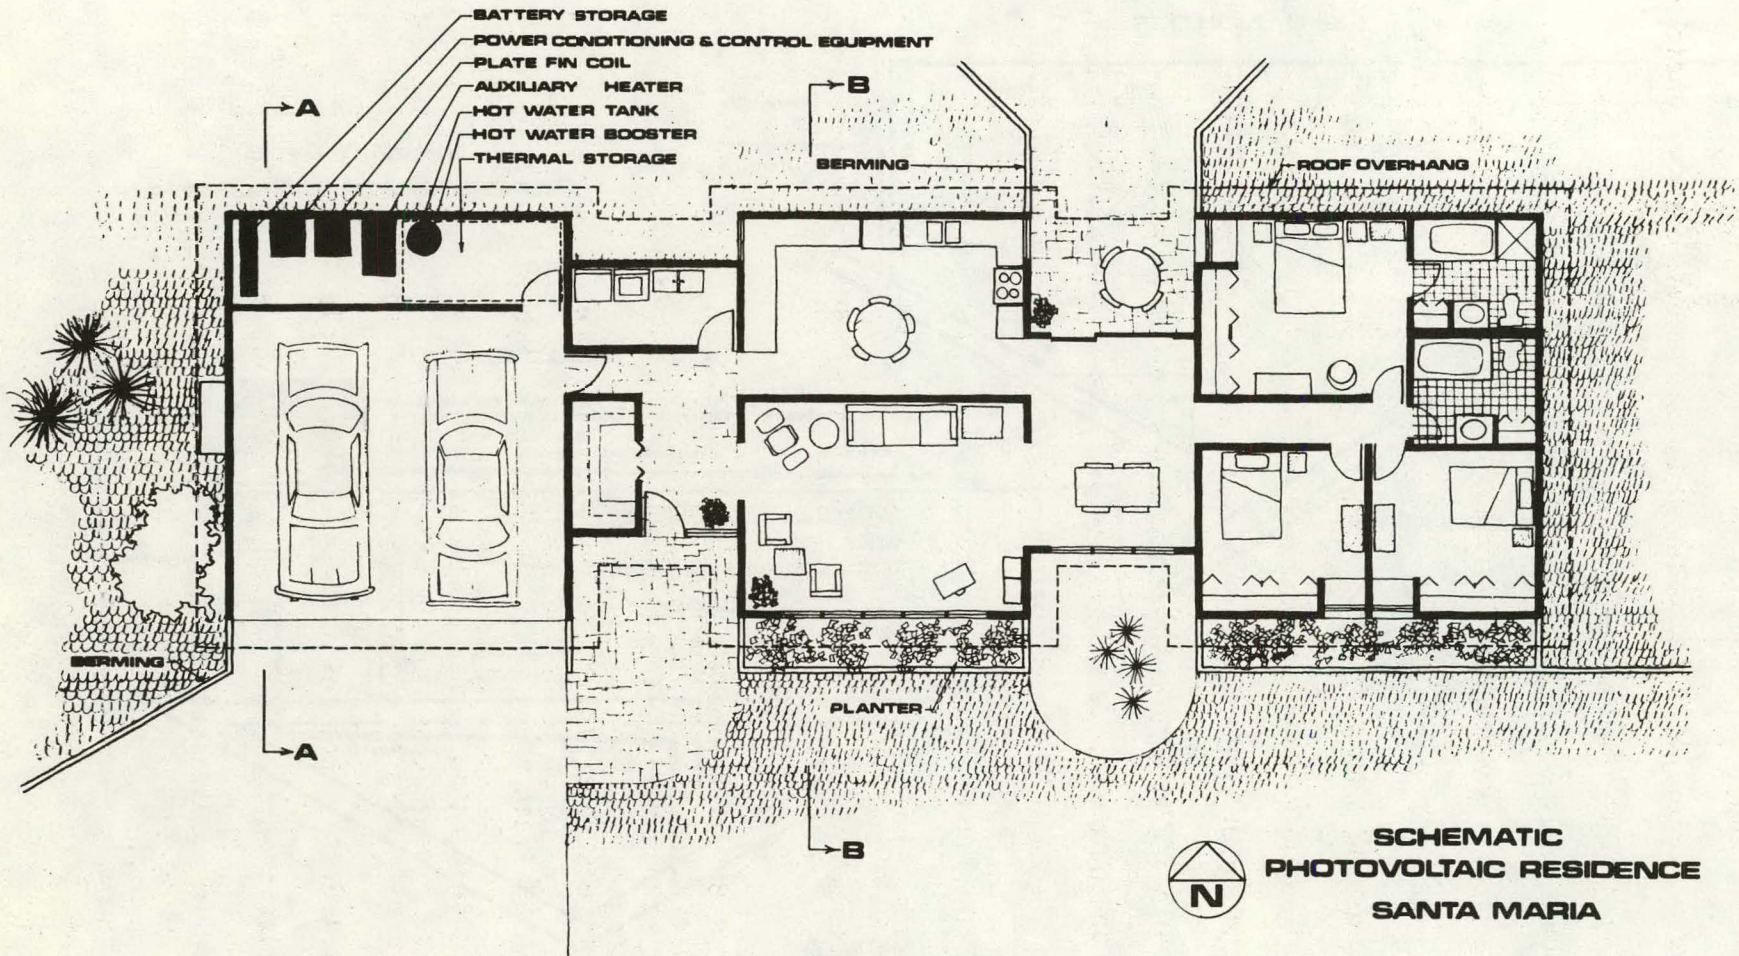 BATTERY STORAGE
POWER CONDITIONING & CONTROL EQUIPMENT
PLATE FIN COIL
AUXILIARY HEATER
HOT WATER TANK
HOT WATER BOOSTER
THERMAL STORAGE
A
B
BERMING
ROOF OVERHANG
BERMING
PLANTER
A
B
N
SCHEMATIC
PHOTOVOLTAIC RESIDENCE
SANTA MARIA